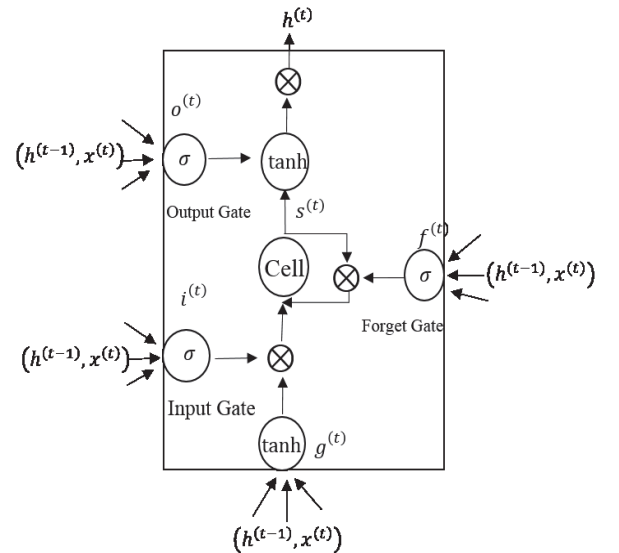 h^(t)
o^(t)
(h^(t−1), x^(t))
σ
tanh
Output Gate
s^(t)
f^(t)
Cell
σ
(h^(t−1), x^(t))
i^(t)
Forget Gate
(h^(t−1), x^(t))
σ
Input Gate
tanh
g^(t)
(h^(t−1), x^(t))